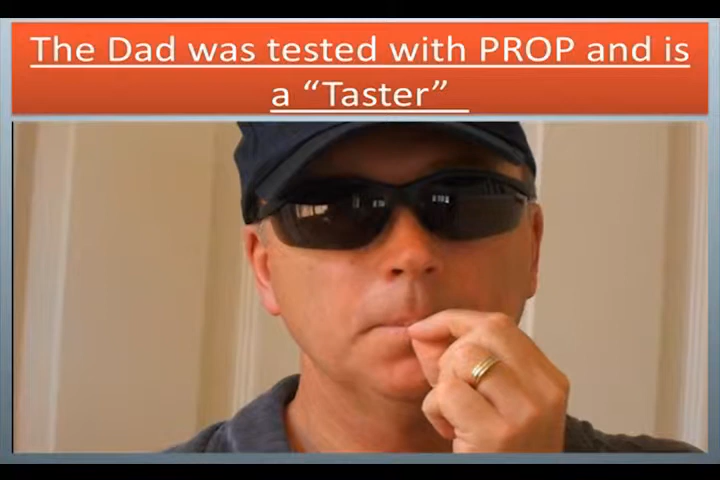 The Dad was tested with PROP and is
a “Taster”